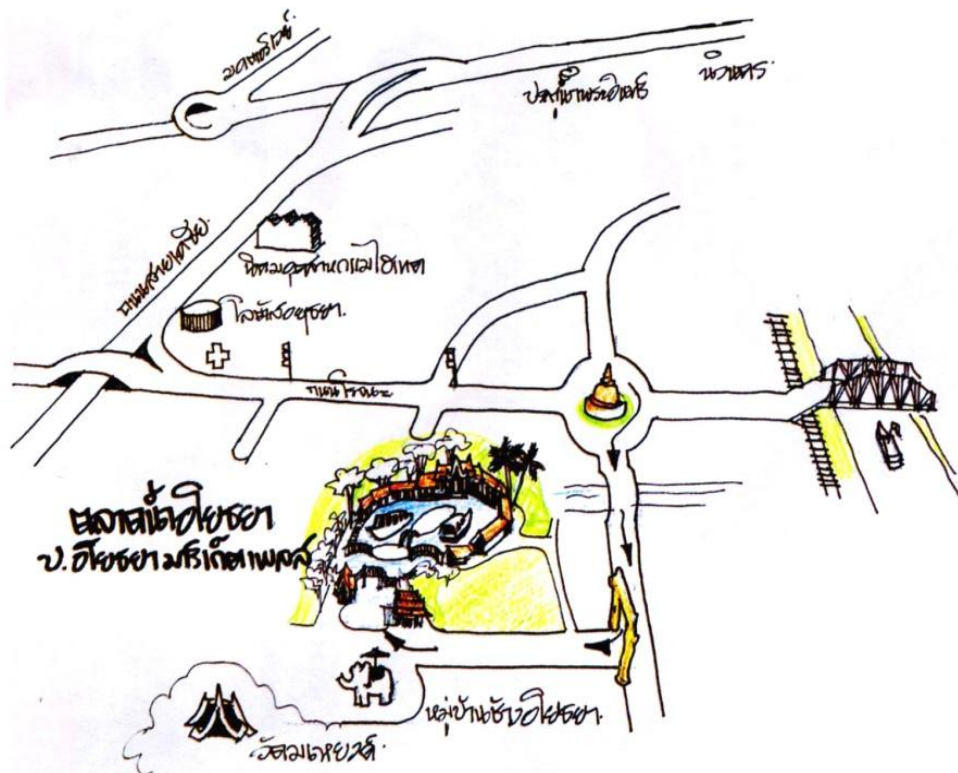 นวนคร.
ประตูน้ำพระอินทร์
ถนนสายเอเซีย.
นิคมอุตสาหกรรมไฮเทค
โลตัสอยุธยา.
ถนนโรจนะ
ตลาดน้ำอโยธยา
บ. อโยธยา มาร์เก็ตเพลส
หมู่บ้านช้างอโยธยา.
วัดมเหยงค์.